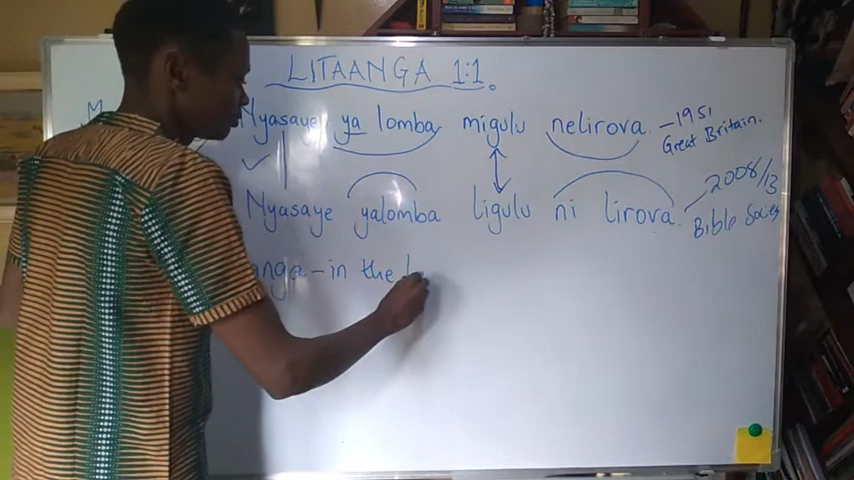 LITAANGA 1:1.
M
Nyasaye ya lomba migulu nelirova. – 1951
Great Britain.
Nyasaye yalomba ligulu ni lirova. 2008/13
Bible
anga – in the